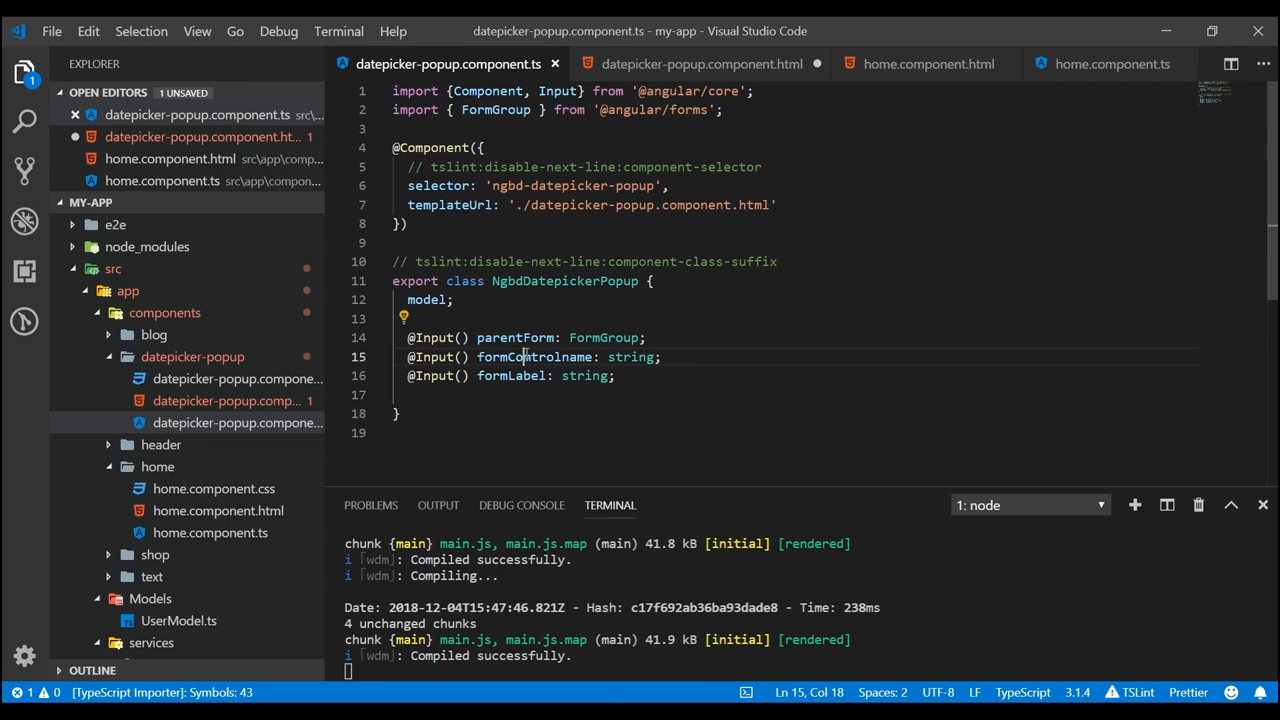 File Edit Selection View Go Debug Terminal Help datepicker-popup.component.ts - my-app - Visual Studio Code
EXPLORER
OPEN EDITORS 1 UNSAVED
datepicker-popup.component.ts src\...
datepicker-popup.component.ht... 1
home.component.html src\app\comp...
home.component.ts src\app\compon...
MY-APP
e2e
node_modules
src
app
components
blog
datepicker-popup
datepicker-popup.compone...
datepicker-popup.comp... 1
datepicker-popup.compone...
header
home
home.component.css
home.component.html
home.component.ts
shop
text
Models
UserModel.ts
services
OUTLINE
1
datepicker-popup.component.ts datepicker-popup.component.html home.component.html home.component.ts
1 import {Component, Input} from '@angular/core';
2 import { FormGroup } from '@angular/forms';
3
4 @Component({
5 // tslint:disable-next-line:component-selector
6 selector: 'ngbd-datepicker-popup',
7 templateUrl: './datepicker-popup.component.html'
8 })
9
10 // tslint:disable-next-line:component-class-suffix
11 export class NgbdDatepickerPopup {
12 model;
13
14 @Input() parentForm: FormGroup;
15 @Input() formControlname: string;
16 @Input() formLabel: string;
17
18 }
19
PROBLEMS OUTPUT DEBUG CONSOLE TERMINAL 1: node
chunk {main} main.js, main.js.map (main) 41.8 kB [initial] [rendered]
i ｢wdm｣: Compiled successfully.
i ｢wdm｣: Compiling...
Date: 2018-12-04T15:47:46.821Z - Hash: c17f692ab36ba93dade8 - Time: 238ms
4 unchanged chunks
chunk {main} main.js, main.js.map (main) 41.9 kB [initial] [rendered]
i ｢wdm｣: Compiled successfully.
1 0 [TypeScript Importer]: Symbols: 43 Ln 15, Col 18 Spaces: 2 UTF-8 LF TypeScript 3.1.4 TSLint Prettier